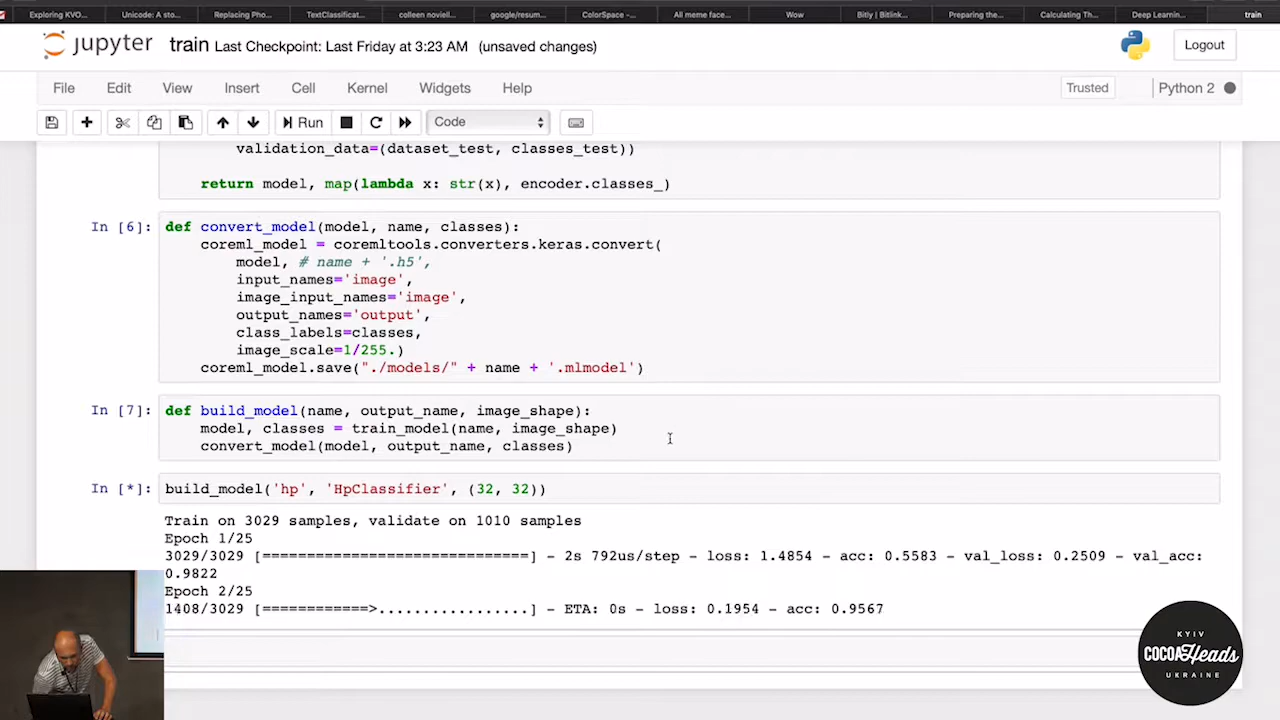 Exploring KVO... Unicode: A sto... Replacing Pho... TextClassificat... colleen noviell... google/resum... ColorSpace -... All meme face... Wow Bitly | Bitlink... Preparing the... Calculating Th... Deep Learnin... train
jupyter train Last Checkpoint: Last Friday at 3:23 AM (unsaved changes) Logout
File Edit View Insert Cell Kernel Widgets Help Trusted Python 2
Run Code
validation_data=(dataset_test, classes_test))
return model, map(lambda x: str(x), encoder.classes_)
In [6]: def convert_model(model, name, classes):
coreml_model = coremltools.converters.keras.convert(
model, # name + '.h5',
input_names='image',
image_input_names='image',
output_names='output',
class_labels=classes,
image_scale=1/255.)
coreml_model.save("./models/" + name + '.mlmodel')
In [7]: def build_model(name, output_name, image_shape):
model, classes = train_model(name, image_shape)
convert_model(model, output_name, classes)
In [*]: build_model('hp', 'HpClassifier', (32, 32))
Train on 3029 samples, validate on 1010 samples
Epoch 1/25
3029/3029 [==============================] - 2s 792us/step - loss: 1.4854 - acc: 0.5583 - val_loss: 0.2509 - val_acc:
0.9822
Epoch 2/25
1408/3029 [============>.................] - ETA: 0s - loss: 0.1954 - acc: 0.9567
KYIV
COCOAHeads
UKRAINE